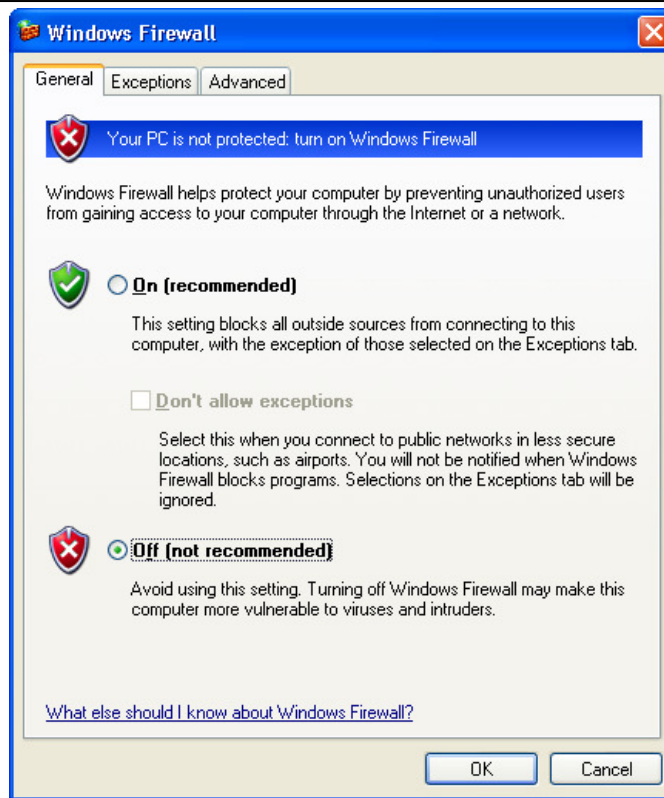 Windows Firewall
General Exceptions Advanced
Your PC is not protected: turn on Windows Firewall
Windows Firewall helps protect your computer by preventing unauthorized users
from gaining access to your computer through the Internet or a network.
On (recommended)
This setting blocks all outside sources from connecting to this
computer, with the exception of those selected on the Exceptions tab.
Don't allow exceptions
Select this when you connect to public networks in less secure
locations, such as airports. You will not be notified when Windows
Firewall blocks programs. Selections on the Exceptions tab will be
ignored.
Off (not recommended)
Avoid using this setting. Turning off Windows Firewall may make this
computer more vulnerable to viruses and intruders.
What else should I know about Windows Firewall?
OK Cancel